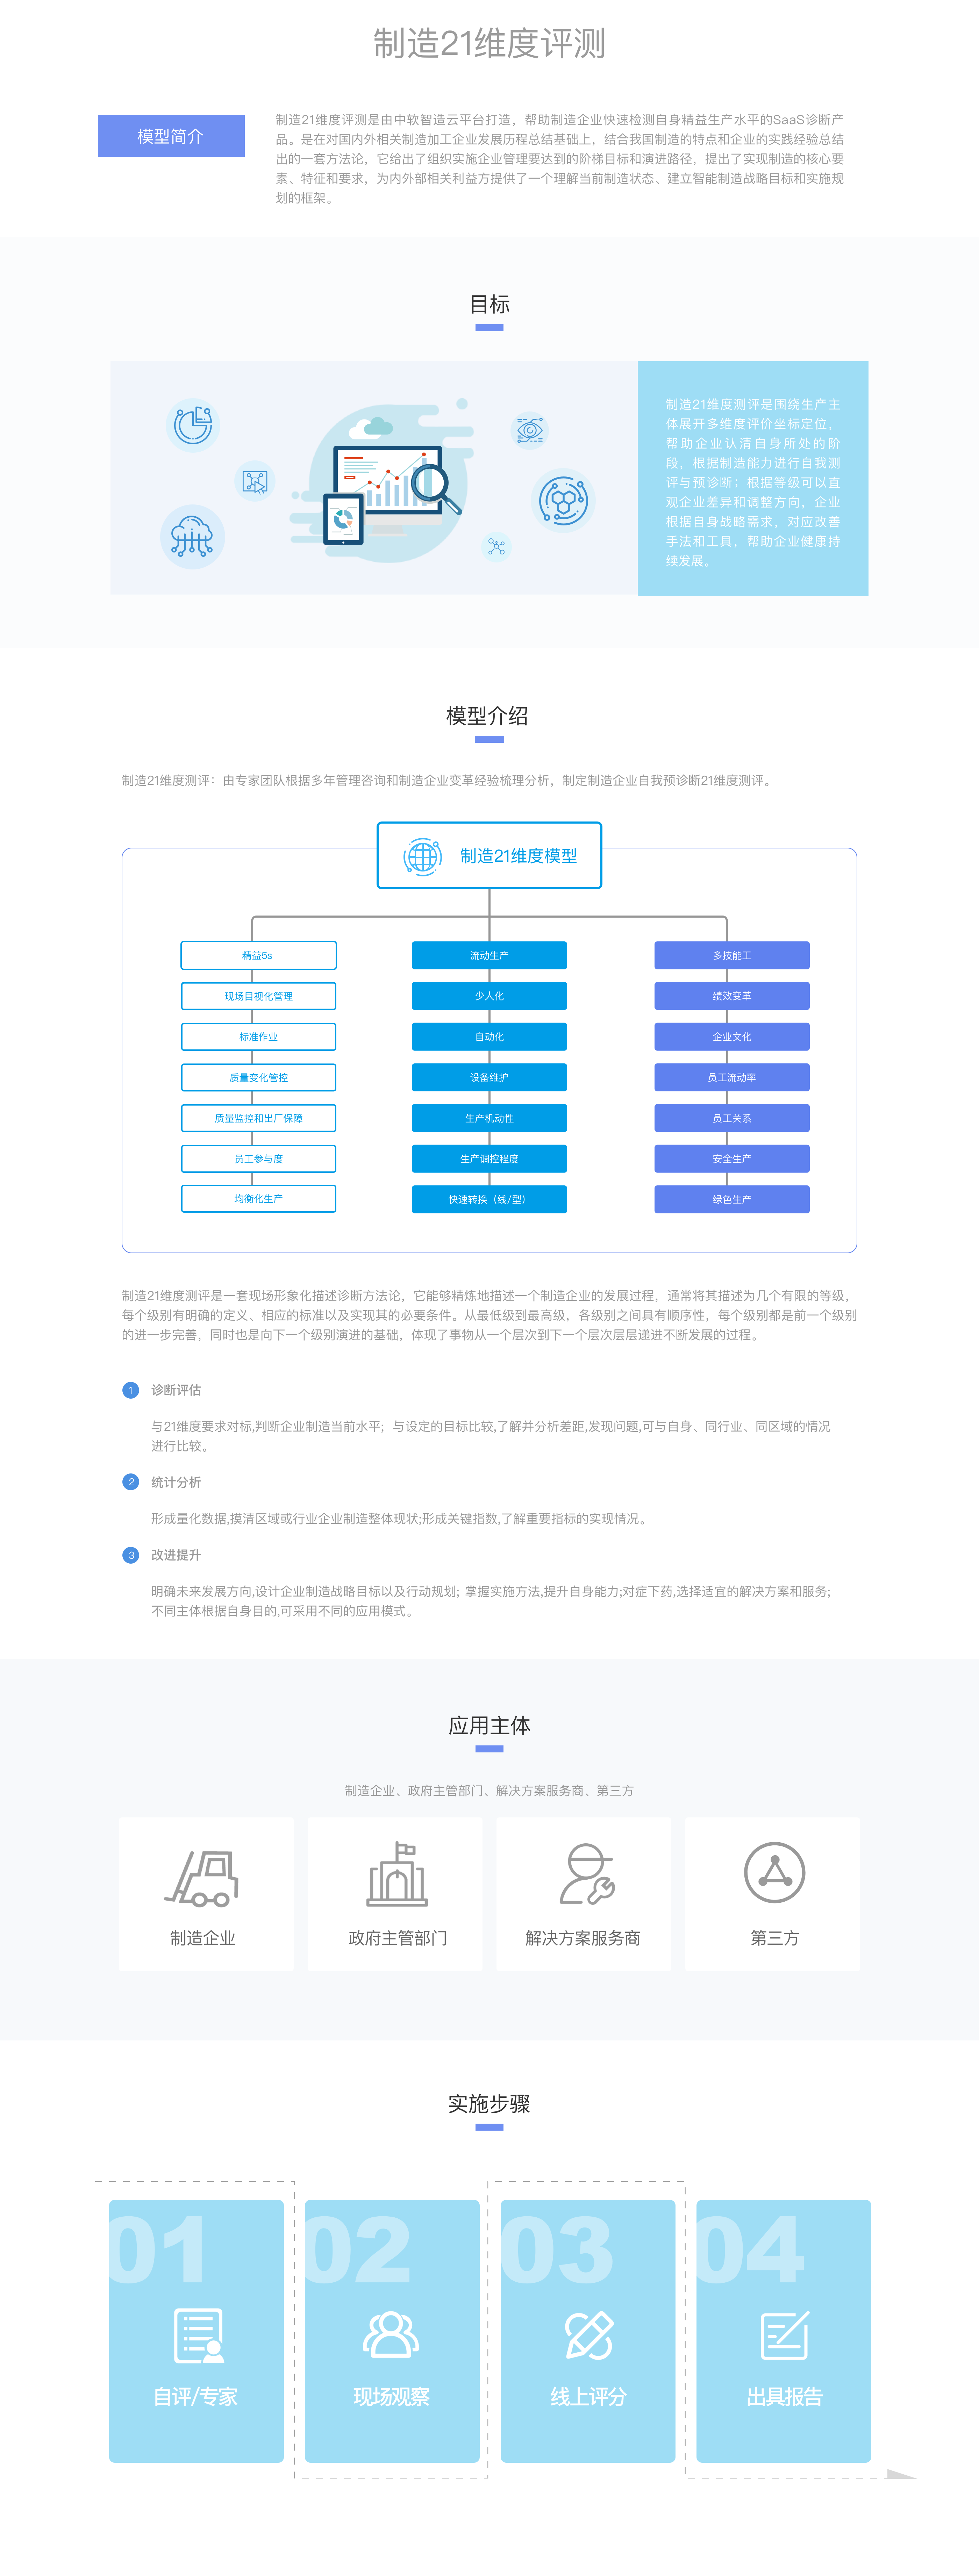 制造21维度评测
模型简介
制造21维度评测是由中软智造云平台打造，帮助制造企业快速检测自身精益生产水平的SaaS诊断产
品。是在对国内外相关制造加工企业发展历程总结基础上，结合我国制造的特点和企业的实践经验总结
出的一套方法论，它给出了组织实施企业管理要达到的阶梯目标和演进路径，提出了实现制造的核心要
素、特征和要求，为内外部相关利益方提供了一个理解当前制造状态、建立智能制造战略目标和实施规
划的框架。
目标
制造21维度测评是围绕生产主
体展开多维度评价坐标定位，
帮助企业认清自身所处的阶
段，根据制造能力进行自我测
评与预诊断；根据等级可以直
观企业差异和调整方向，企业
根据自身战略需求，对应改善
手法和工具，帮助企业健康持
续发展。
模型介绍
制造21维度测评：由专家团队根据多年管理咨询和制造企业变革经验梳理分析，制定制造企业自我预诊断21维度测评。
制造21维度模型
精益5s
现场目视化管理
标准作业
质量变化管控
质量监控和出厂保障
员工参与度
均衡化生产
流动生产
少人化
自动化
设备维护
生产机动性
生产调控程度
快速转换（线/型）
多技能工
绩效变革
企业文化
员工流动率
员工关系
安全生产
绿色生产
制造21维度测评是一套现场形象化描述诊断方法论，它能够精炼地描述一个制造企业的发展过程，通常将其描述为几个有限的等级，
每个级别有明确的定义、相应的标准以及实现其的必要条件。从最低级到最高级，各级别之间具有顺序性，每个级别都是前一个级别
的进一步完善，同时也是向下一个级别演进的基础，体现了事物从一个层次到下一个层次层层递进不断发展的过程。
1 诊断评估
与21维度要求对标,判断企业制造当前水平；与设定的目标比较,了解并分析差距,发现问题,可与自身、同行业、同区域的情况
进行比较。
2 统计分析
形成量化数据,摸清区域或行业企业制造整体现状;形成关键指数,了解重要指标的实现情况。
3 改进提升
明确未来发展方向,设计企业制造战略目标以及行动规划; 掌握实施方法,提升自身能力;对症下药,选择适宜的解决方案和服务;
不同主体根据自身目的,可采用不同的应用模式。
应用主体
制造企业、政府主管部门、解决方案服务商、第三方
制造企业
政府主管部门
解决方案服务商
第三方
实施步骤
01
自评/专家
02
现场观察
03
线上评分
04
出具报告